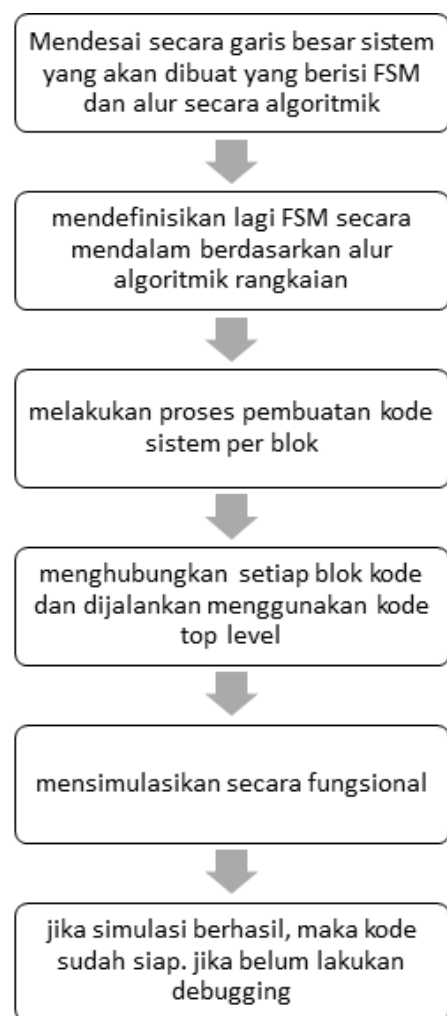 Mendesai secara garis besar sistem
yang akan dibuat yang berisi FSM
dan alur secara algoritmik
mendefinisikan lagi FSM secara
mendalam berdasarkan alur
algoritmik rangkaian
melakukan proses pembuatan kode
sistem per blok
menghubungkan setiap blok kode
dan dijalankan menggunakan kode
top level
mensimulasikan secara fungsional
jika simulasi berhasil, maka kode
sudah siap. jika belum lakukan
debugging